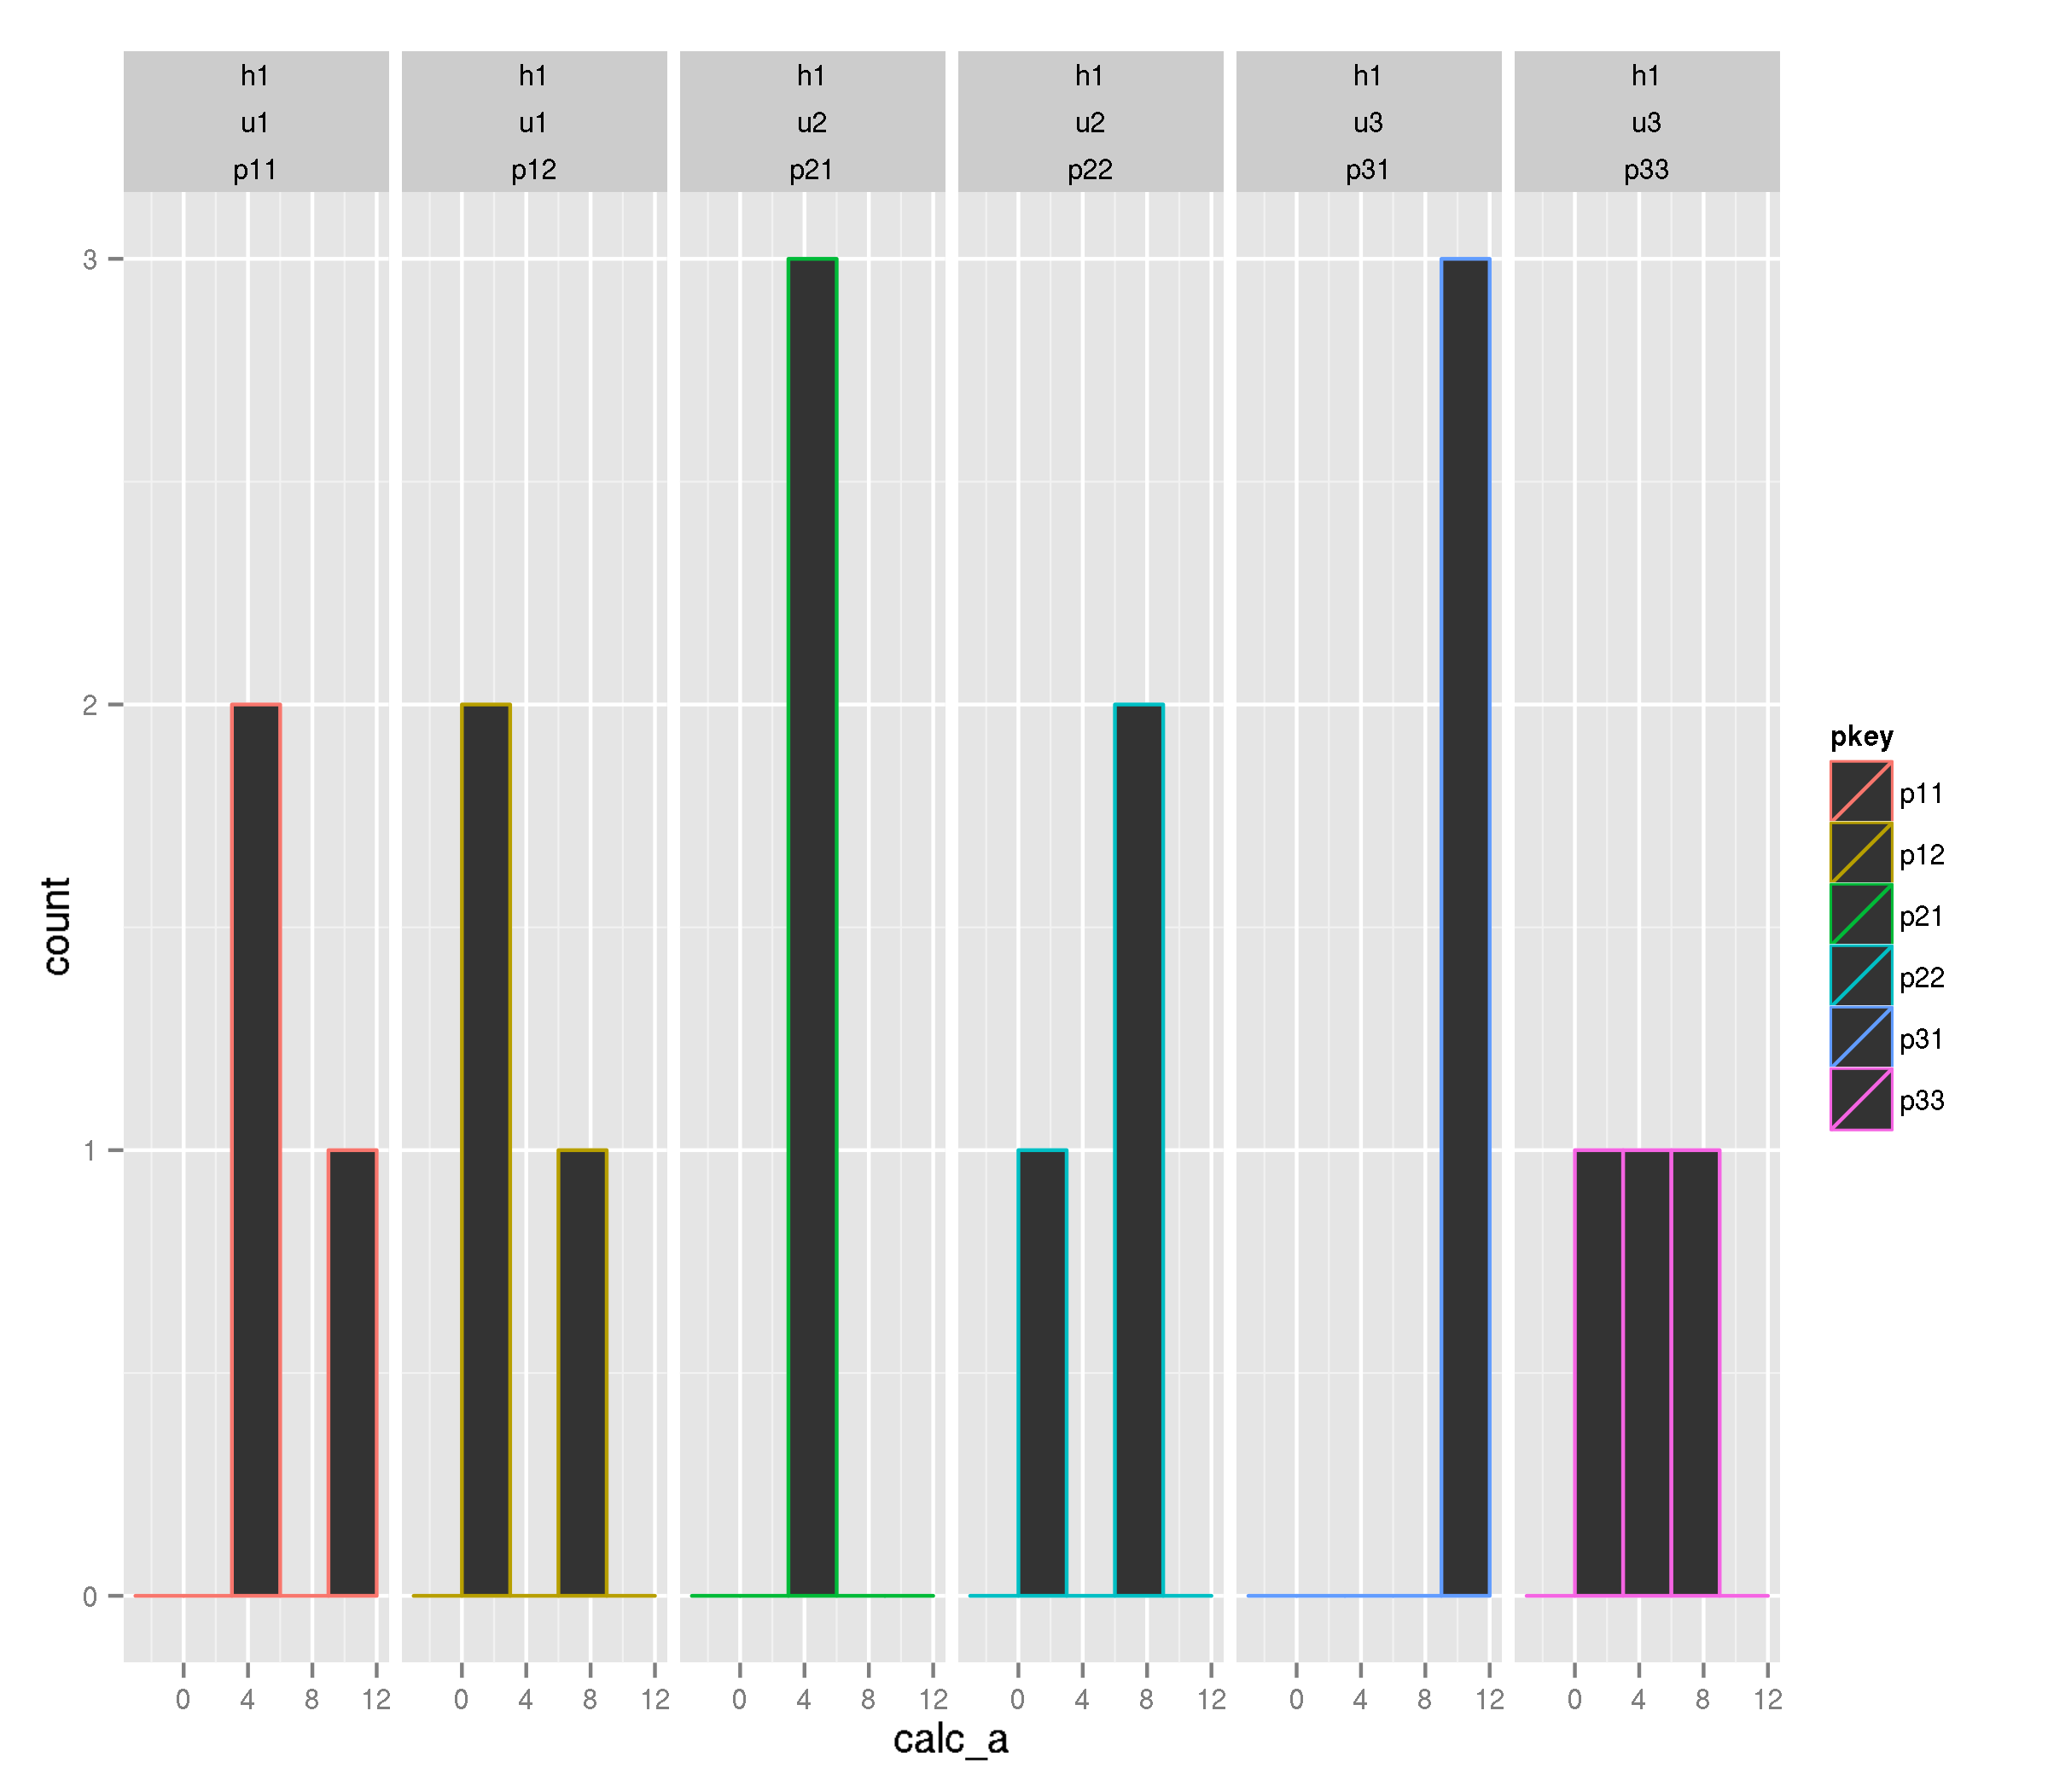 h1 h1 h1 h1 h1 h1
u1 u1 u2 u2 u3 u3
p11 p12 p21 p22 p31 p33
3
2
1
0
count
0 4 8 12 0 4 8 12 0 4 8 12 0 4 8 12 0 4 8 12 0 4 8 12
calc_a
pkey
p11
p12
p21
p22
p31
p33